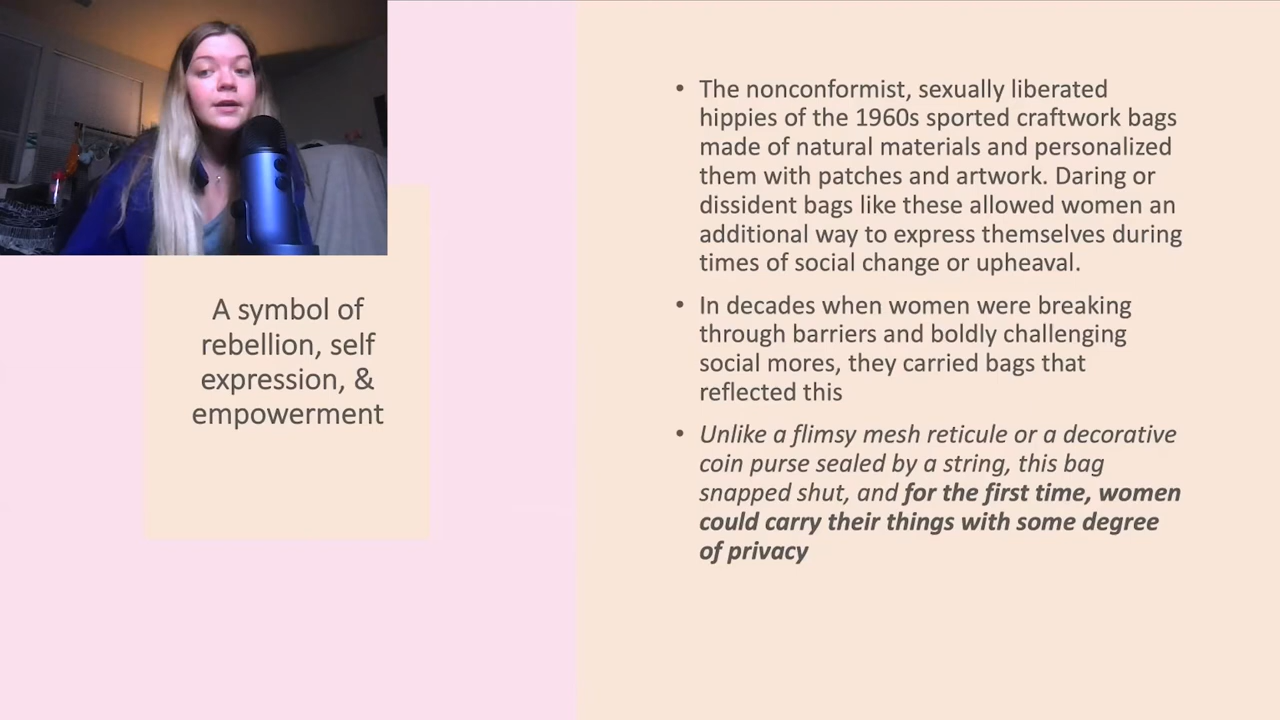 A symbol of
rebellion, self
expression, &
empowerment
• The nonconformist, sexually liberated
hippies of the 1960s sported craftwork bags
made of natural materials and personalized
them with patches and artwork. Daring or
dissident bags like these allowed women an
additional way to express themselves during
times of social change or upheaval.
• In decades when women were breaking
through barriers and boldly challenging
social mores, they carried bags that
reflected this
• Unlike a flimsy mesh reticule or a decorative
coin purse sealed by a string, this bag
snapped shut, and for the first time, women
could carry their things with some degree
of privacy